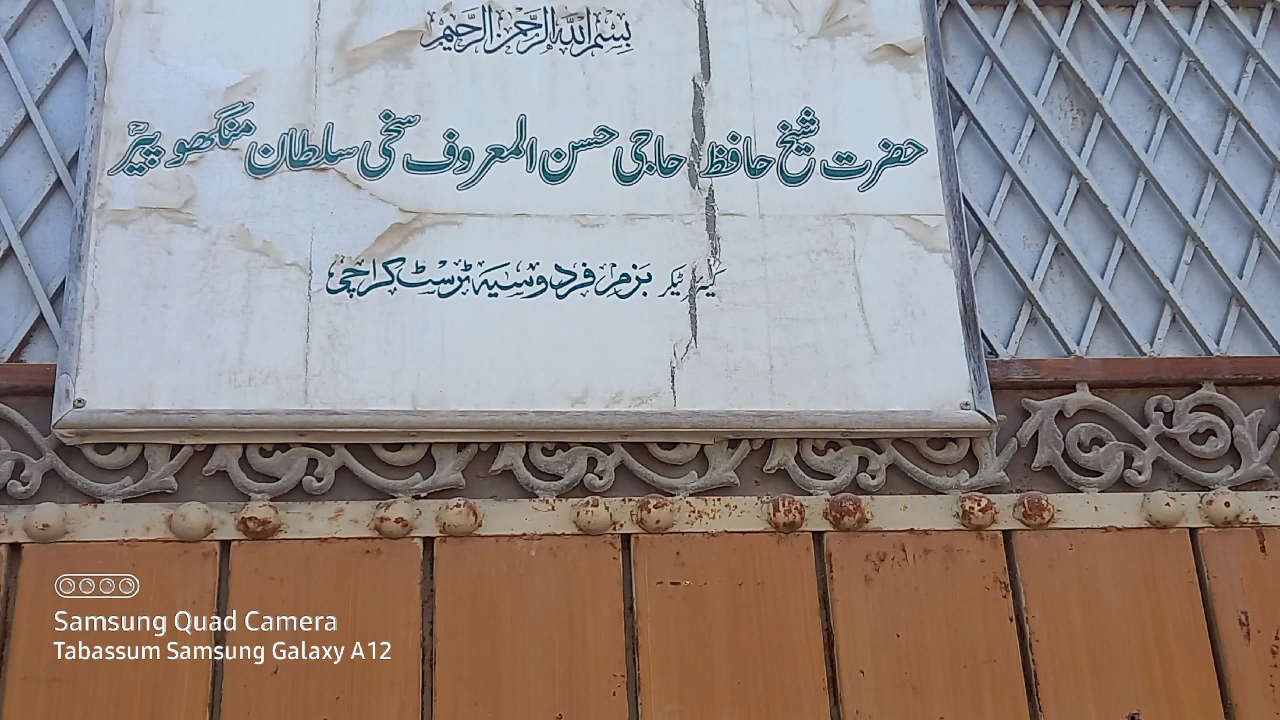 بسم اللہ الرحمن الرحیم
حضرت شیخ حافظ حاجی حسن المعروف سخی سلطان منگھو پیرؒ
کیئر ٹیکر بزم فردوسیہ ٹرسٹ کراچی
Samsung Quad Camera
Tabassum Samsung Galaxy A12